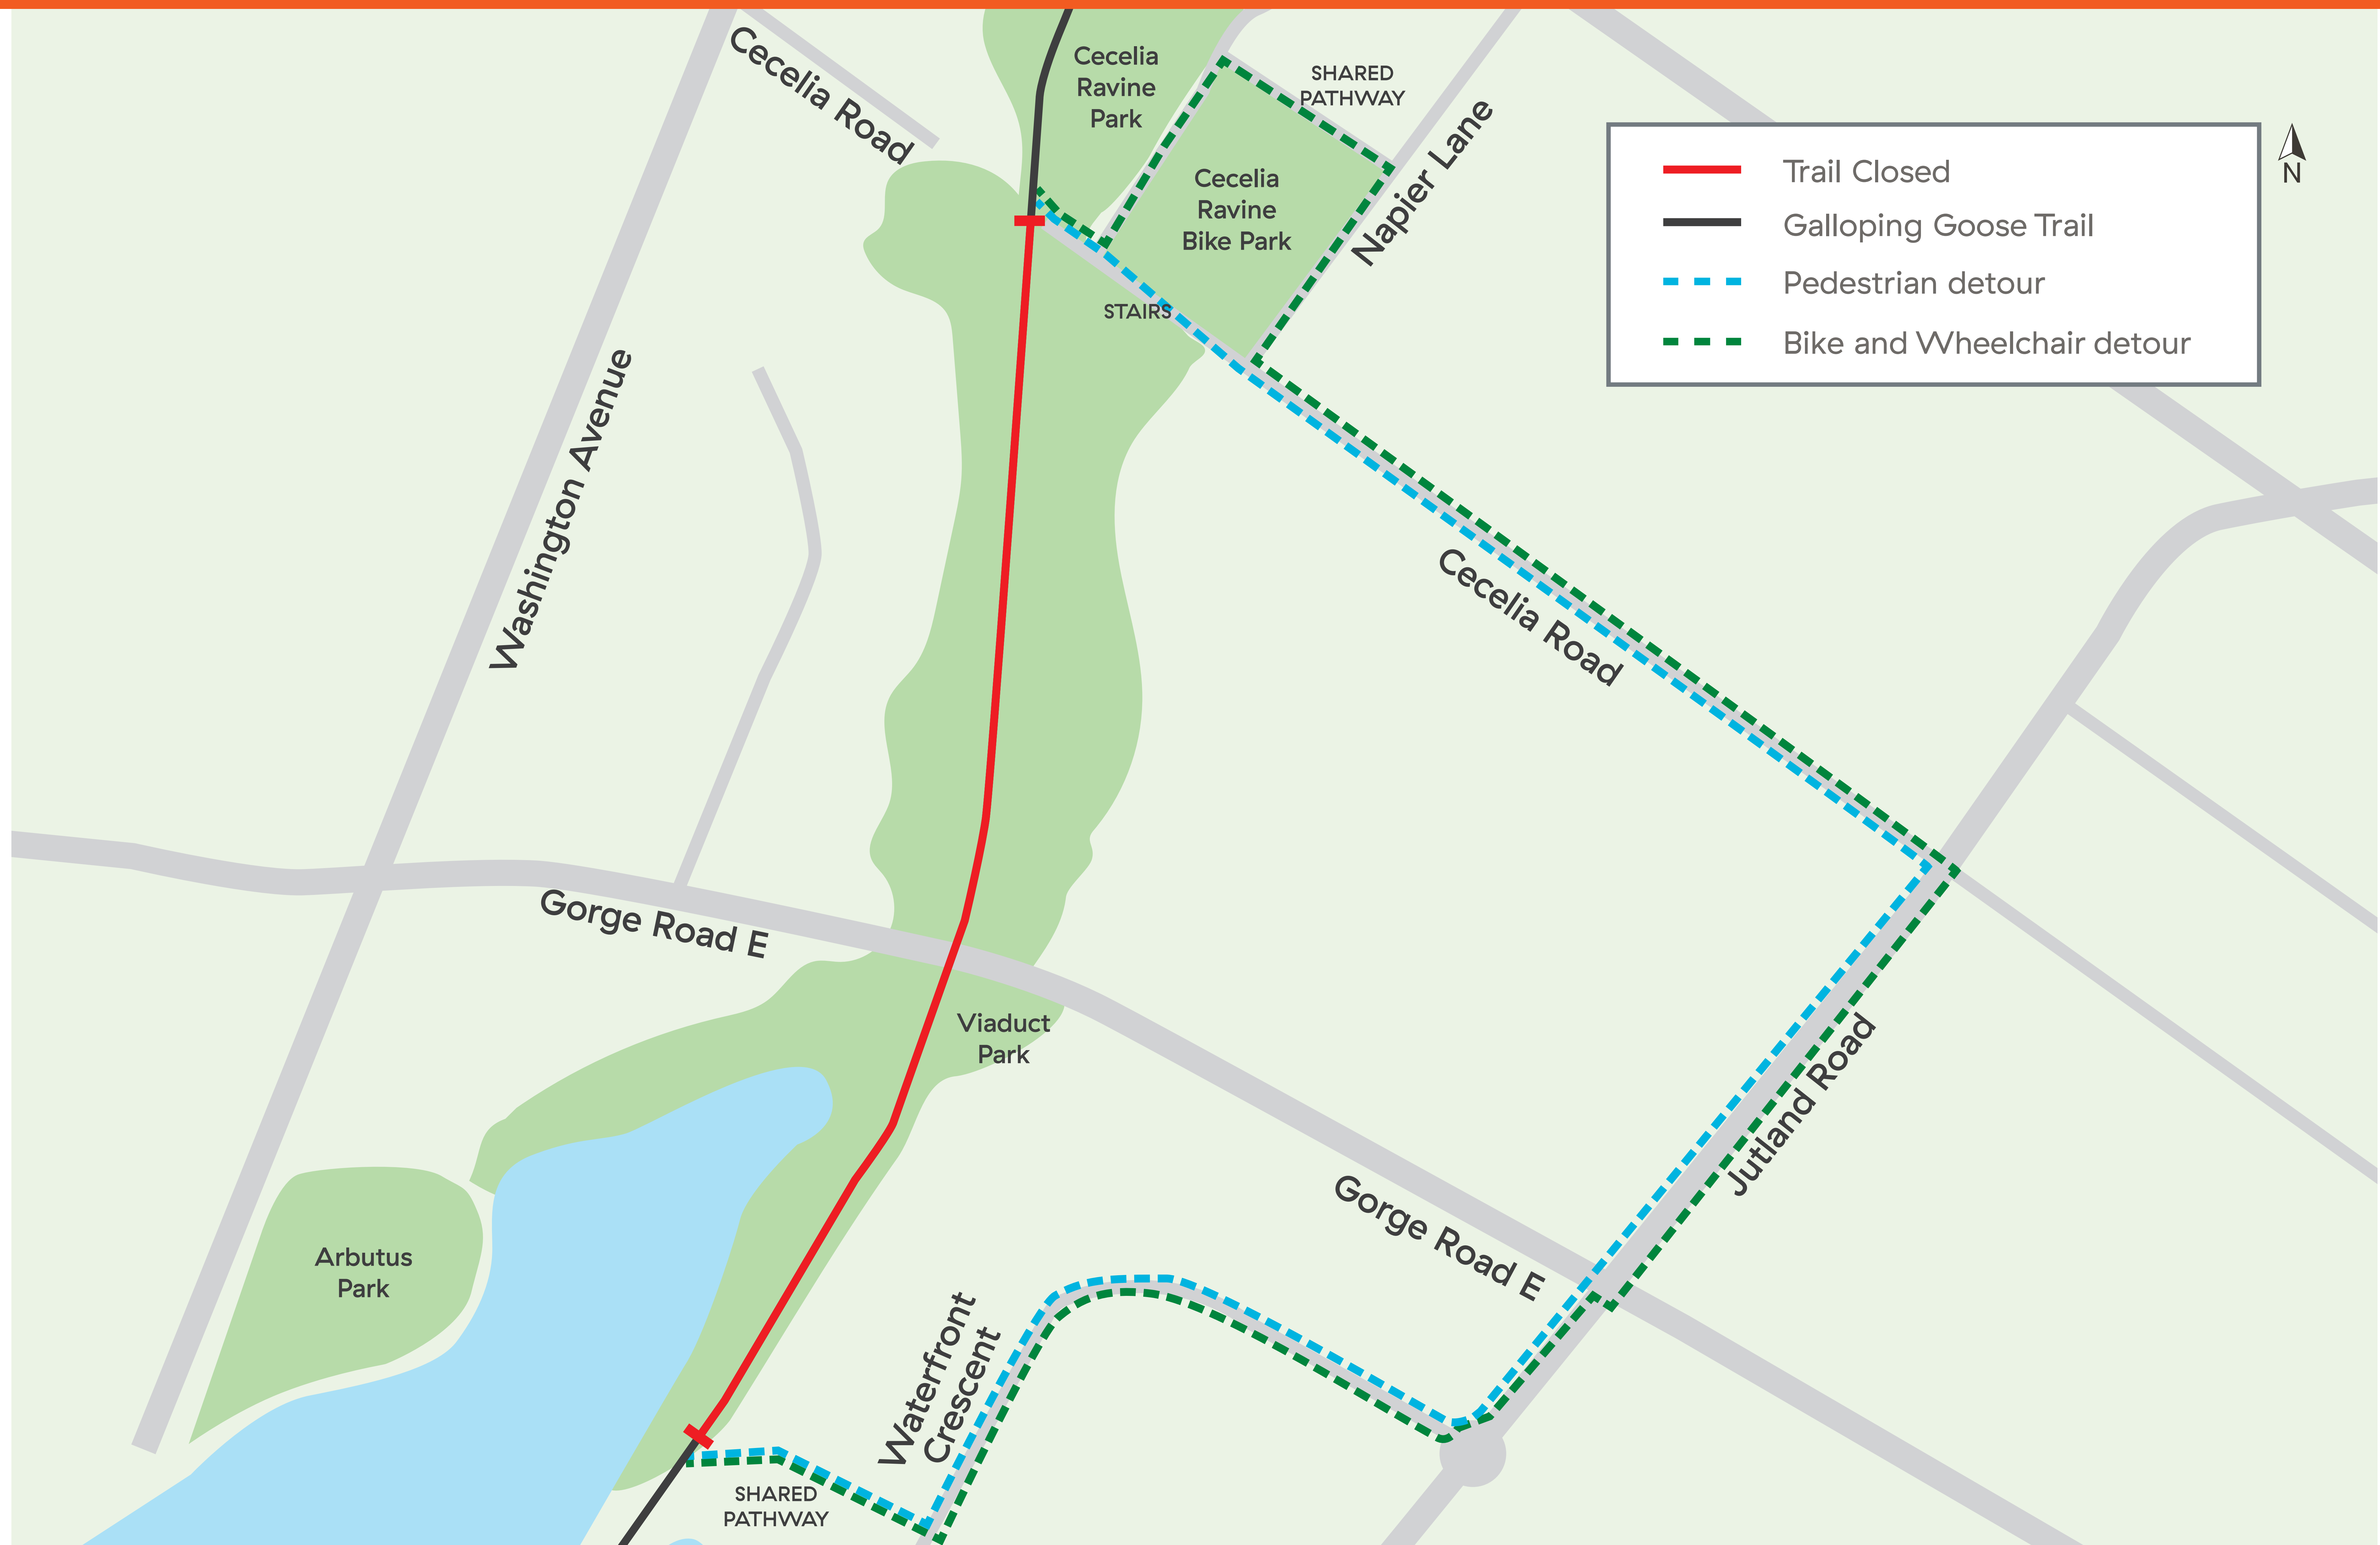 Cecelia Road
Cecelia
Ravine
Park
SHARED
PATHWAY
Cecelia
Ravine
Bike Park
Napier Lane
STAIRS
Trail Closed
Galloping Goose Trail
Pedestrian detour
Bike and Wheelchair detour
N
Washington Avenue
Cecelia Road
Gorge Road E
Viaduct
Park
Jutland Road
Gorge Road E
Arbutus
Park
Waterfront
Crescent
SHARED
PATHWAY